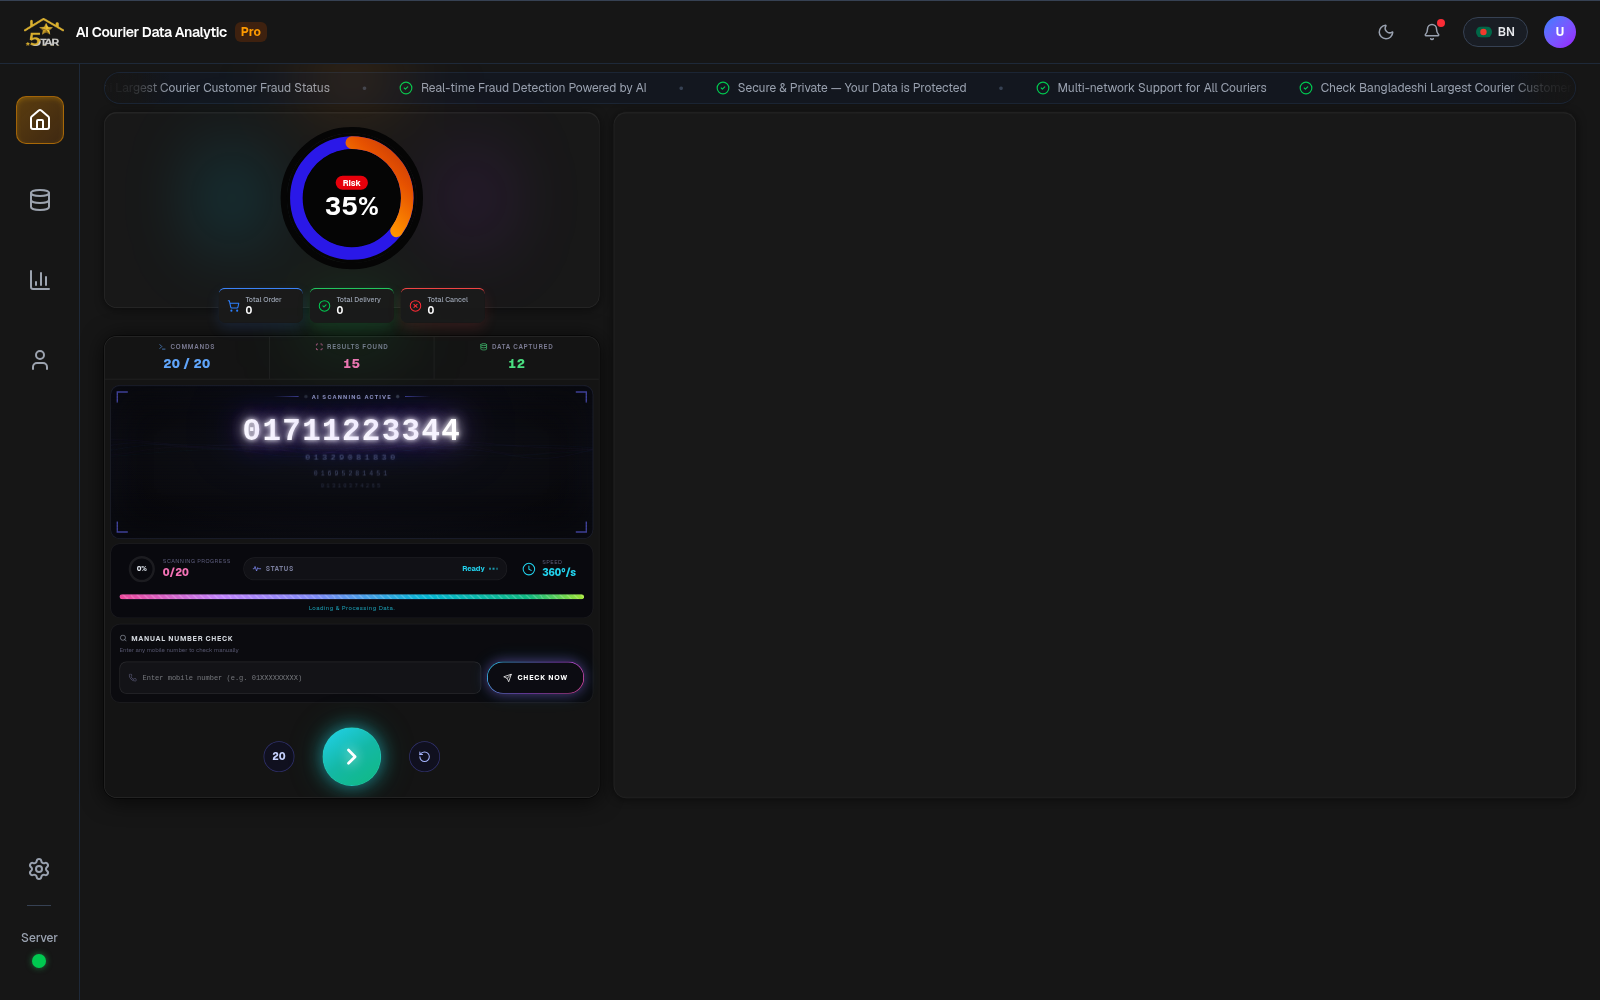 5TAR
AI Courier Data Analytic Pro
BN
U
Largest Courier Customer Fraud Status
Real-time Fraud Detection Powered by AI
Secure & Private — Your Data is Protected
Multi-network Support for All Couriers
Check Bangladeshi Largest Courier Custome
Risk
35%
Total Order
0
Total Delivery
0
Total Cancel
0
COMMANDS
20 / 20
RESULTS FOUND
15
DATA CAPTURED
12
AI SCANNING ACTIVE
01711223344
0%
SCANNING PROGRESS
0/20
STATUS
Ready
SPEED
360°/s
Loading & Processing Data.
MANUAL NUMBER CHECK
Enter any mobile number to check manually
Enter mobile number (e.g. 01XXXXXXXXX)
CHECK NOW
20
Server